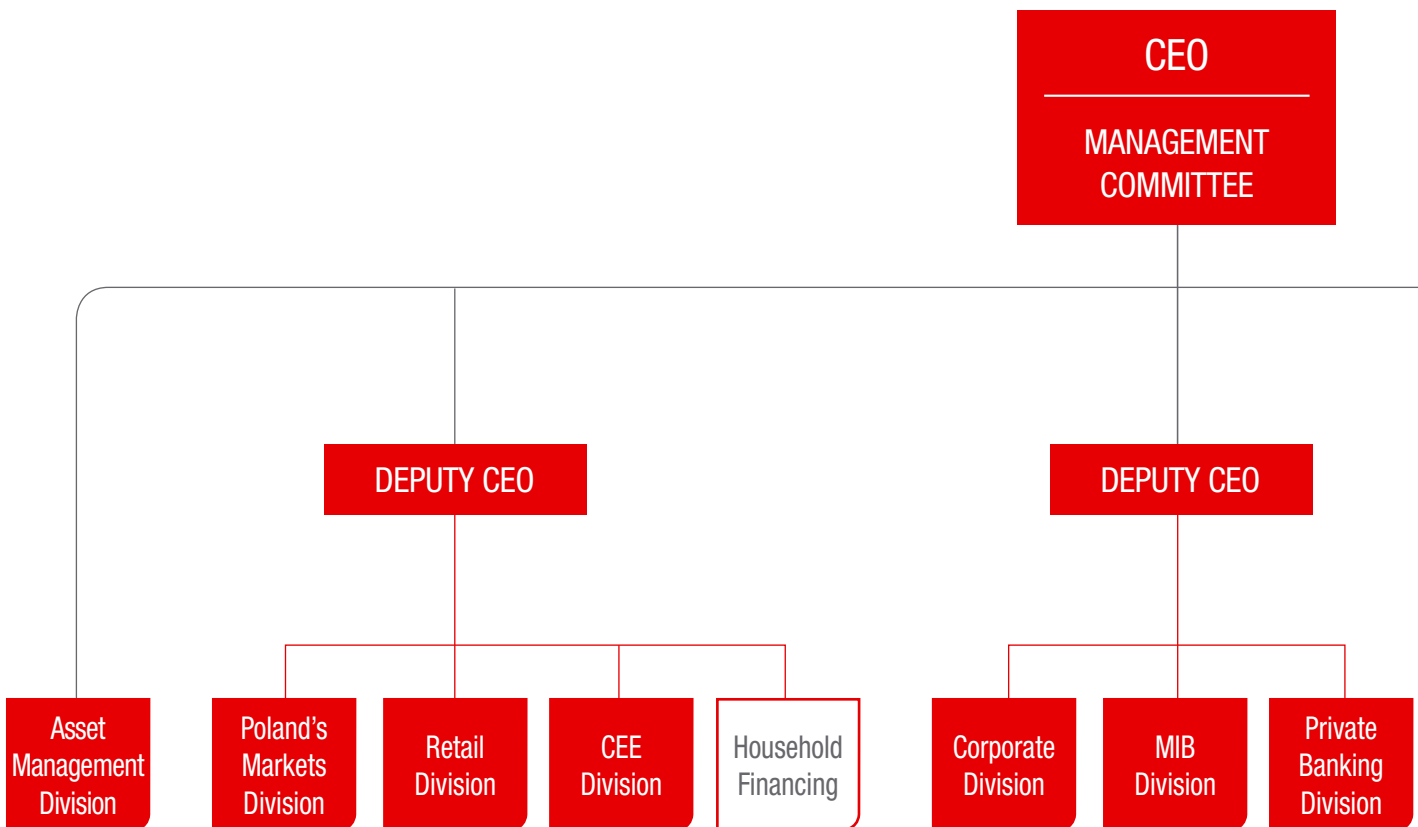 CEO
MANAGEMENT
COMMITTEE
DEPUTY CEO
DEPUTY CEO
Asset
Management
Division
Poland's
Markets
Division
Retail
Division
CEE
Division
Household
Financing
Corporate
Division
MIB
Division
Private
Banking
Division